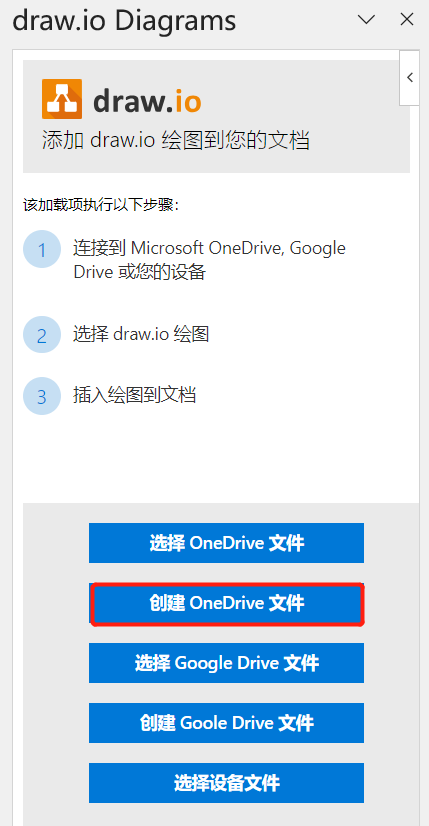 draw.io Diagrams
draw.io
添加 draw.io 绘图到您的文档
该加载项执行以下步骤：
1
连接到 Microsoft OneDrive, Google
Drive 或您的设备
2
选择 draw.io 绘图
3
插入绘图到文档
选择 OneDrive 文件
创建 OneDrive 文件
选择 Google Drive 文件
创建 Goole Drive 文件
选择设备文件